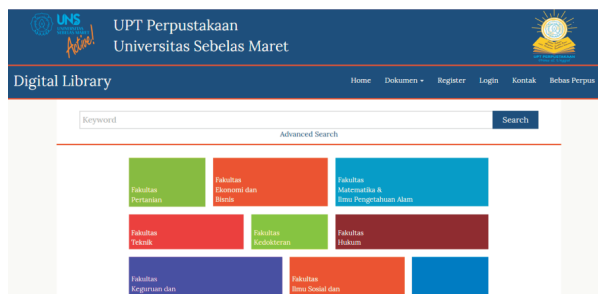 UNS
Active!
UPT Perpustakaan
Universitas Sebelas Maret
Digital Library
Home Dokumen Register Login Kontak Bebas Perpus
Keyword
Search
Advanced Search
Fakultas
Pertanian
Fakultas
Ekonomi dan
Bisnis
Fakultas
Matematika &
Ilmu Pengetahuan Alam
Fakultas
Teknik
Fakultas
Kedokteran
Fakultas
Hukum
Fakultas
Keguruan dan
Fakultas
Ilmu Sosial dan